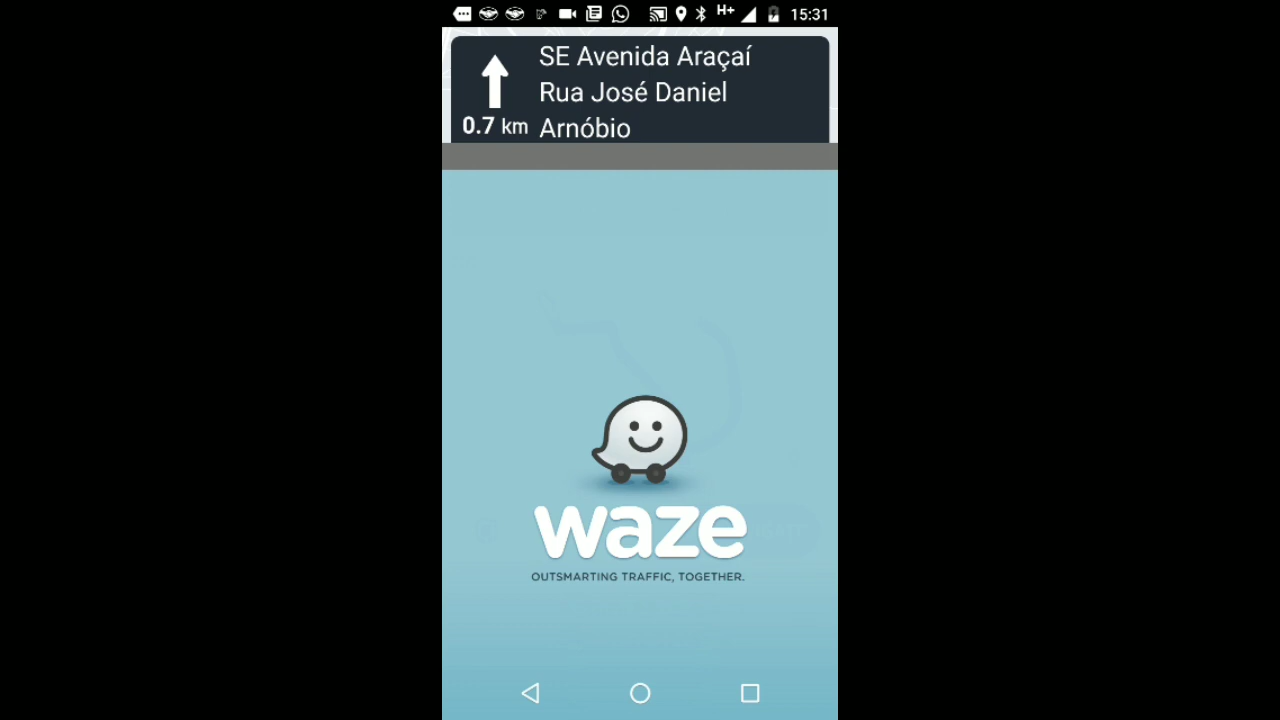 H+ 15:31
SE Avenida Araçaí
Rua José Daniel
0.7 km Arnóbio
waze
OUTSMARTING TRAFFIC, TOGETHER.